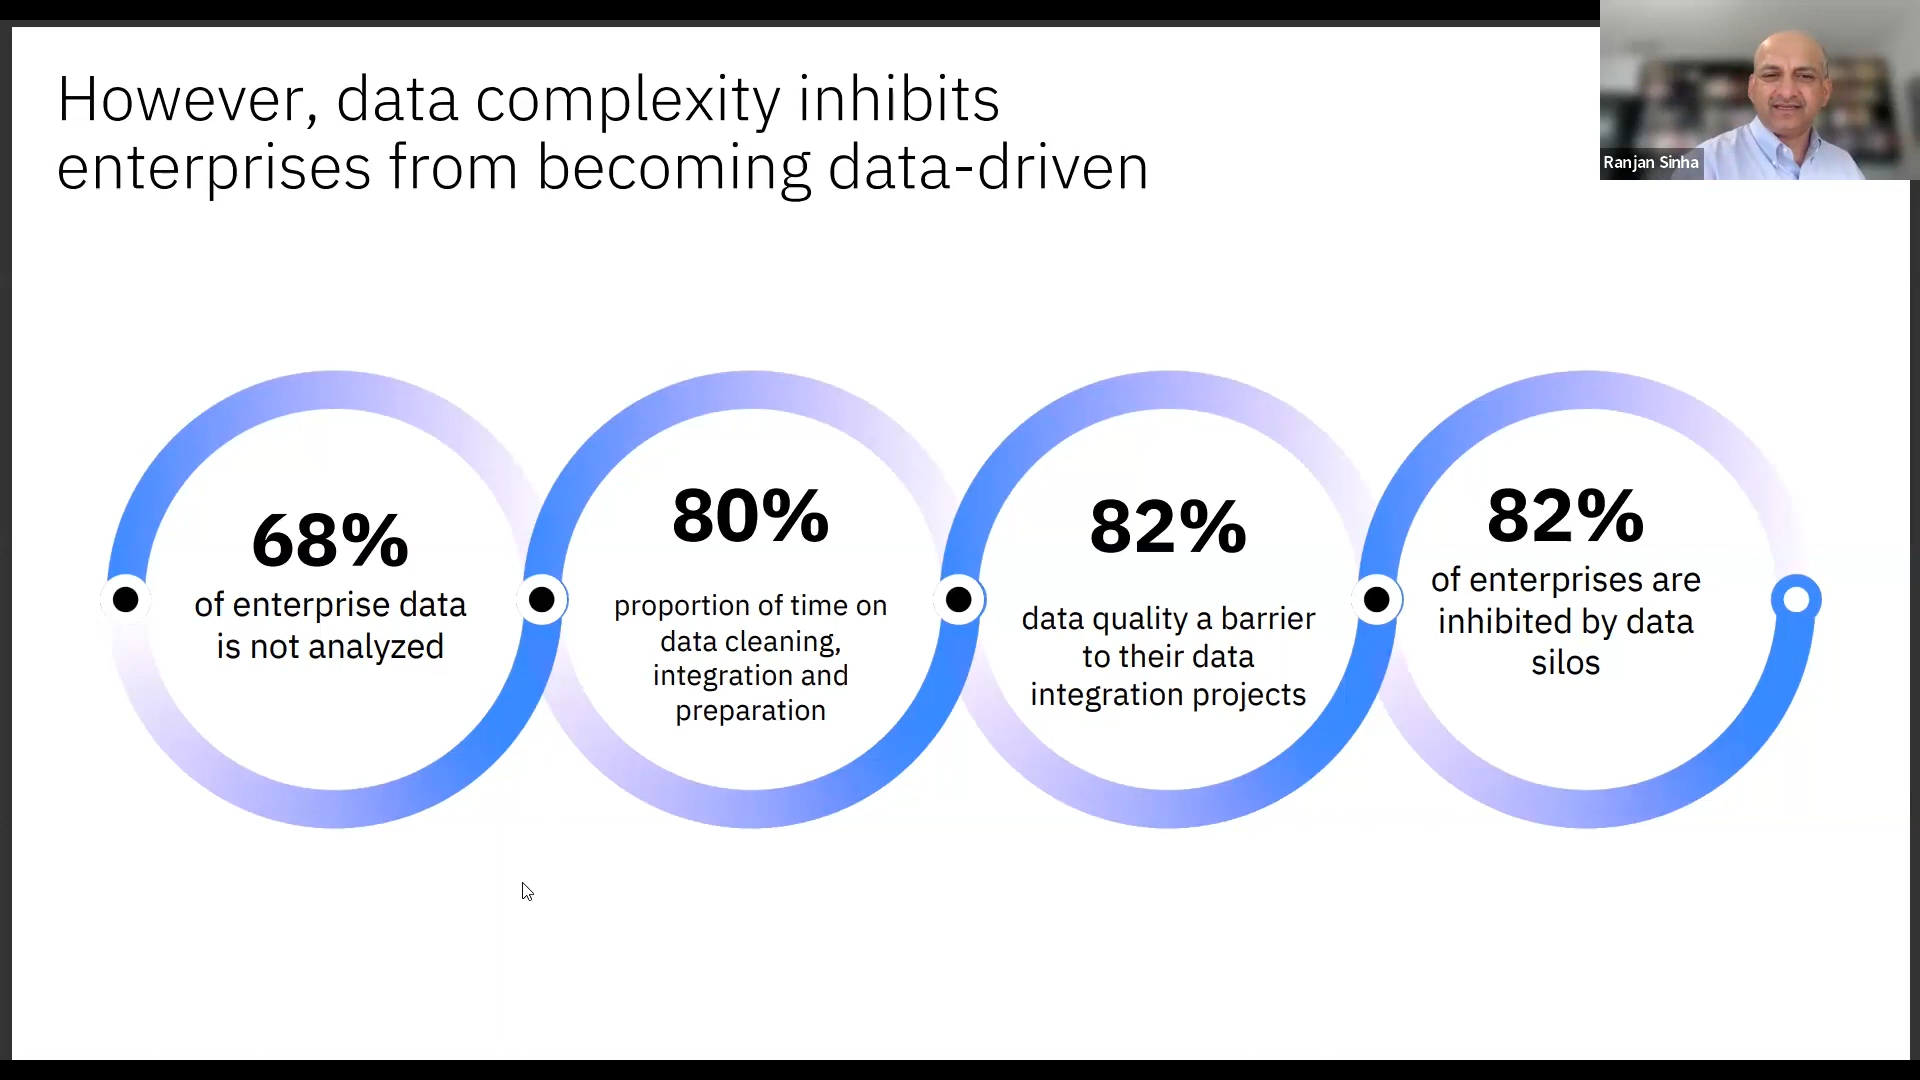 However, data complexity inhibits
enterprises from becoming data-driven
Ranjan Sinha
68%
of enterprise data
is not analyzed
80%
proportion of time on
data cleaning,
integration and
preparation
82%
data quality a barrier
to their data
integration projects
82%
of enterprises are
inhibited by data
silos